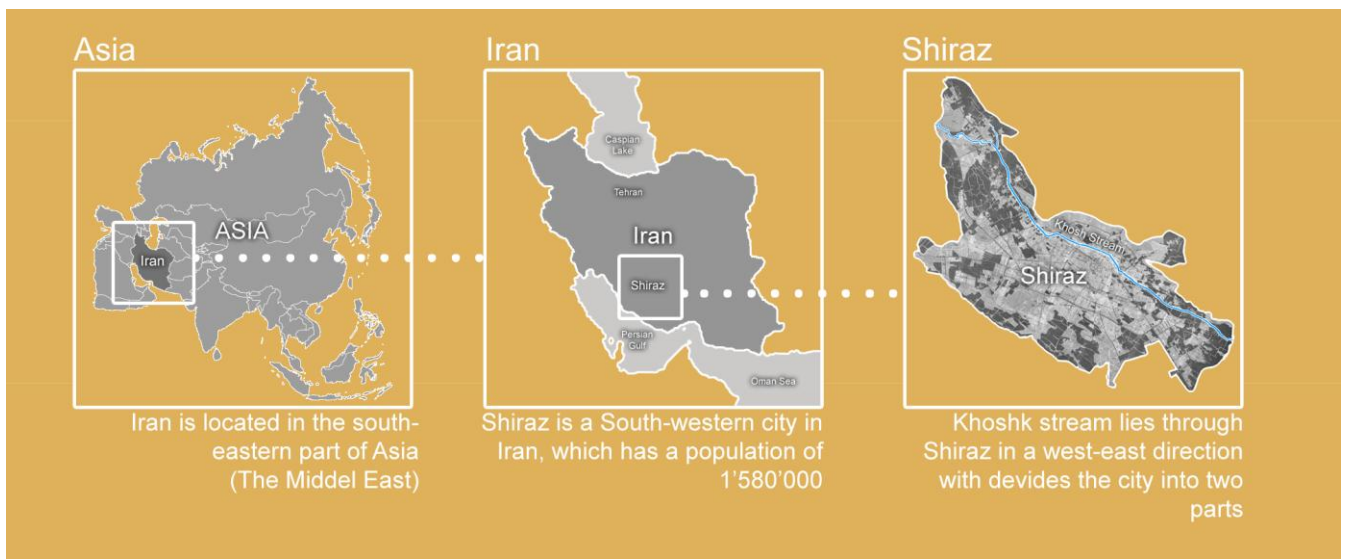 Asia
ASIA
Iran
Iran is located in the south-
eastern part of Asia
(The Middel East)
Iran
Caspian
Lake
Tehran
Iran
Shiraz
Persian
Gulf
Oman Sea
Shiraz is a South-western city in
Iran, which has a population of
1’580’000
Shiraz
Khosh Stream
Shiraz
Khoshk stream lies through
Shiraz in a west-east direction
with devides the city into two
parts